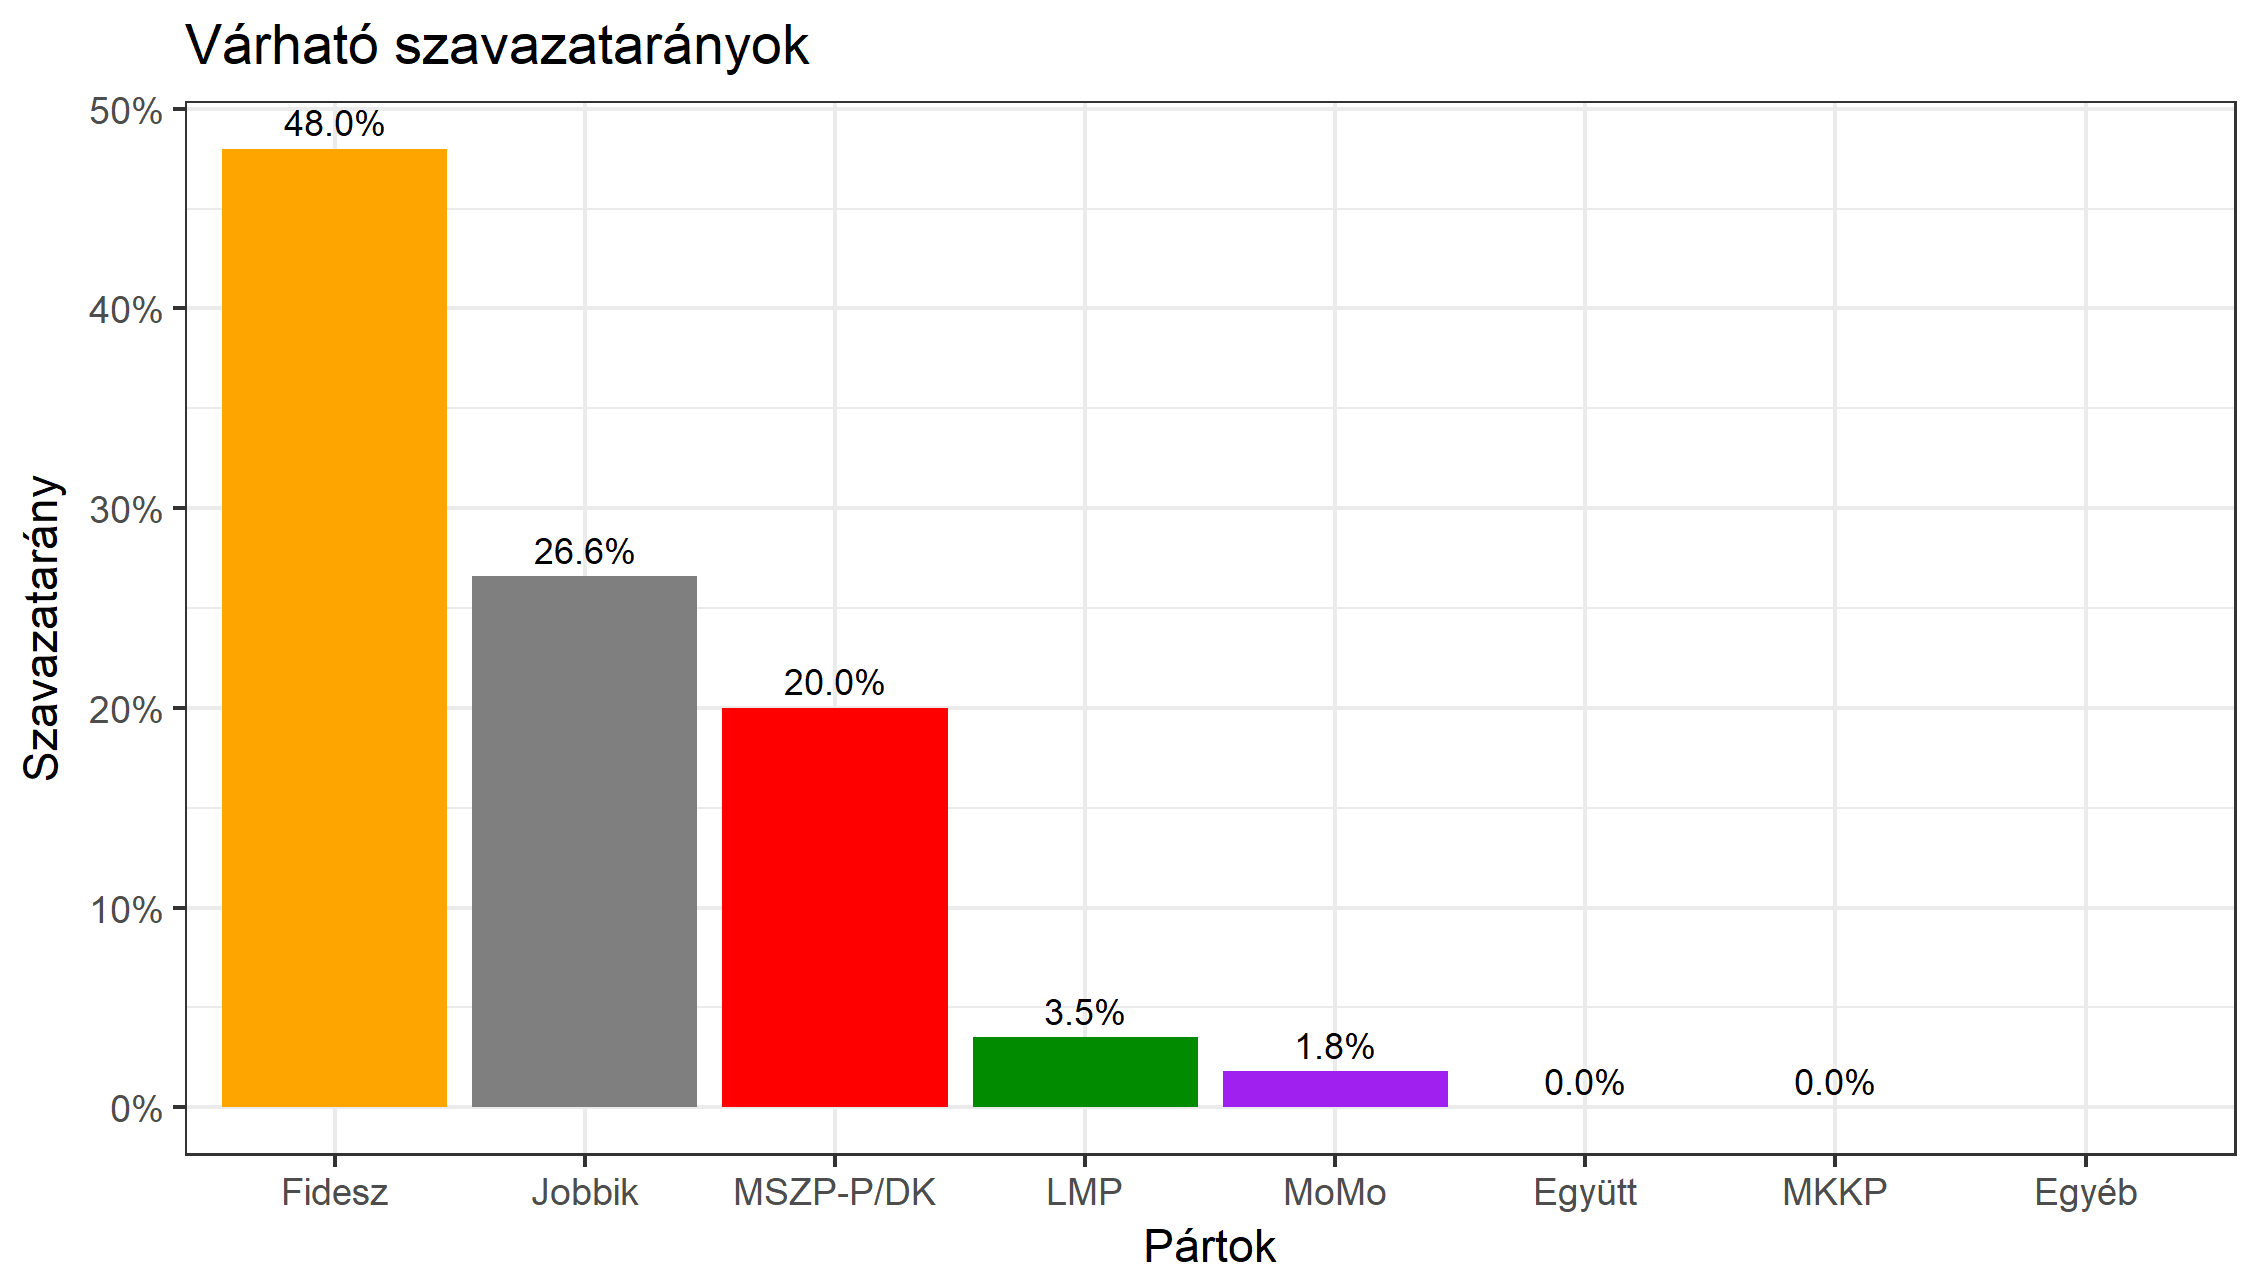 Várható szavazatarányok
Szavazatarány
50%
40%
30%
20%
10%
0%
48.0%
26.6%
20.0%
3.5%
1.8%
0.0%
0.0%
Fidesz
Jobbik
MSZP-P/DK
LMP
MoMo
Együtt
MKKP
Egyéb
Pártok